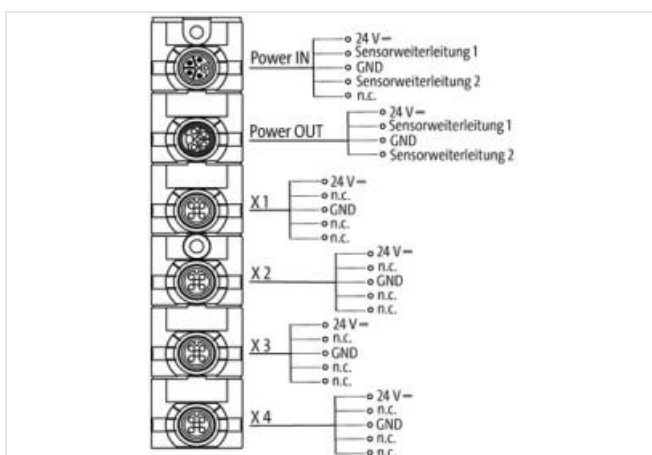 Power IN
24 V⎓
Sensorweiterleitung 1
GND
Sensorweiterleitung 2
n.c.
Power OUT
24 V⎓
Sensorweiterleitung 1
GND
Sensorweiterleitung 2
X 1
24 V⎓
n.c.
GND
n.c.
n.c.
X 2
24 V⎓
n.c.
GND
n.c.
n.c.
X 3
24 V⎓
n.c.
GND
n.c.
n.c.
X 4
24 V⎓
n.c.
GND
n.c.
n.c.